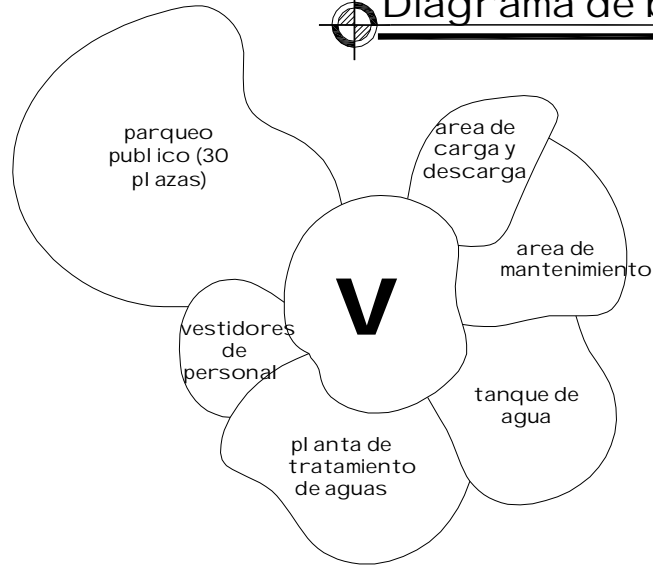 Diagrama de b
parqueo
publico (30
plazas)
area de
carga y
descarga
area de
mantenimiento
V
vestidores
de
personal
tanque de
agua
planta de
tratamiento
de aguas